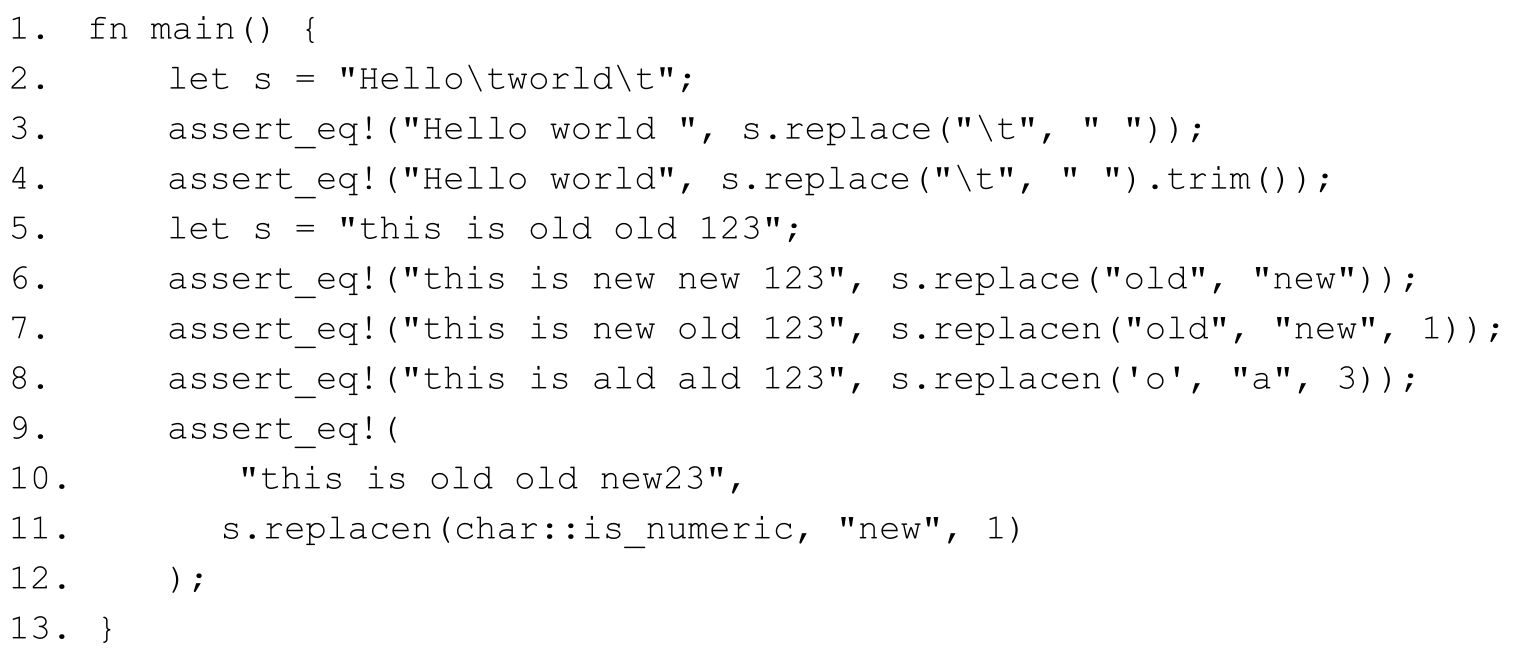 1.  fn main() {
2.      let s = "Hello\tworld\t";
3.      assert_eq!("Hello world ", s.replace("\t", " "));
4.      assert_eq!("Hello world", s.replace("\t", " ").trim());
5.      let s = "this is old old 123";
6.      assert_eq!("this is new new 123", s.replace("old", "new"));
7.      assert_eq!("this is new old 123", s.replacen("old", "new", 1));
8.      assert_eq!("this is ald ald 123", s.replacen('o', "a", 3));
9.      assert_eq!(
10.         "this is old old new23",
11.        s.replacen(char::is_numeric, "new", 1)
12.     );
13. }